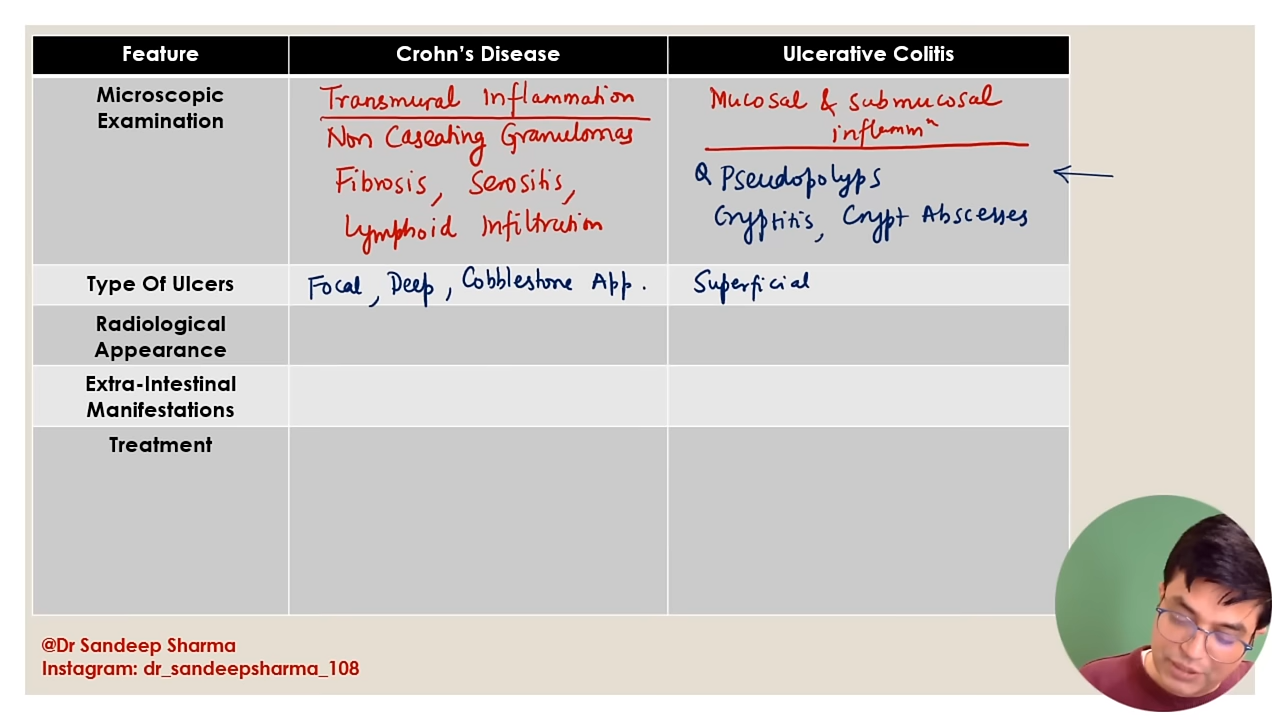 Feature Crohn's Disease Ulcerative Colitis
Microscopic
Examination
Transmural Inflammation
Non Caseating Granulomas
Fibrosis, Serositis,
Lymphoid Infiltration
Mucosal & submucosal
inflammⁿ
Q Pseudopolyps
Cryptitis, Crypt Abscesses
Type Of Ulcers
Focal, Deep, Cobblestone App.
Superficial
Radiological
Appearance
Extra-Intestinal
Manifestations
Treatment
@Dr Sandeep Sharma
Instagram: dr_sandeepsharma_108